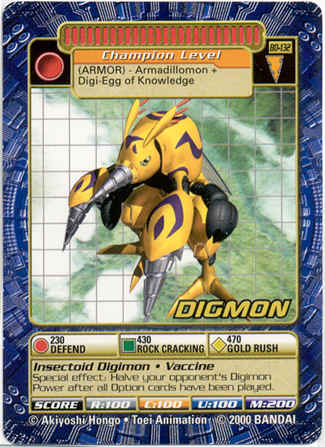 Champion Level
BO-132
(ARMOR) - Armadillomon +
Digi-Egg of Knowledge
DIGMON
230 DEFEND
430 ROCK CRACKING
470 GOLD RUSH
Insectoid Digimon • Vaccine
Special effect: Halve your opponent's Digimon
Power after all Option cards have been played.
SCORE R:100 C:100 U:100 M:200
© Akiyoshi Hongo • Toei Animation © 2000 BANDAI